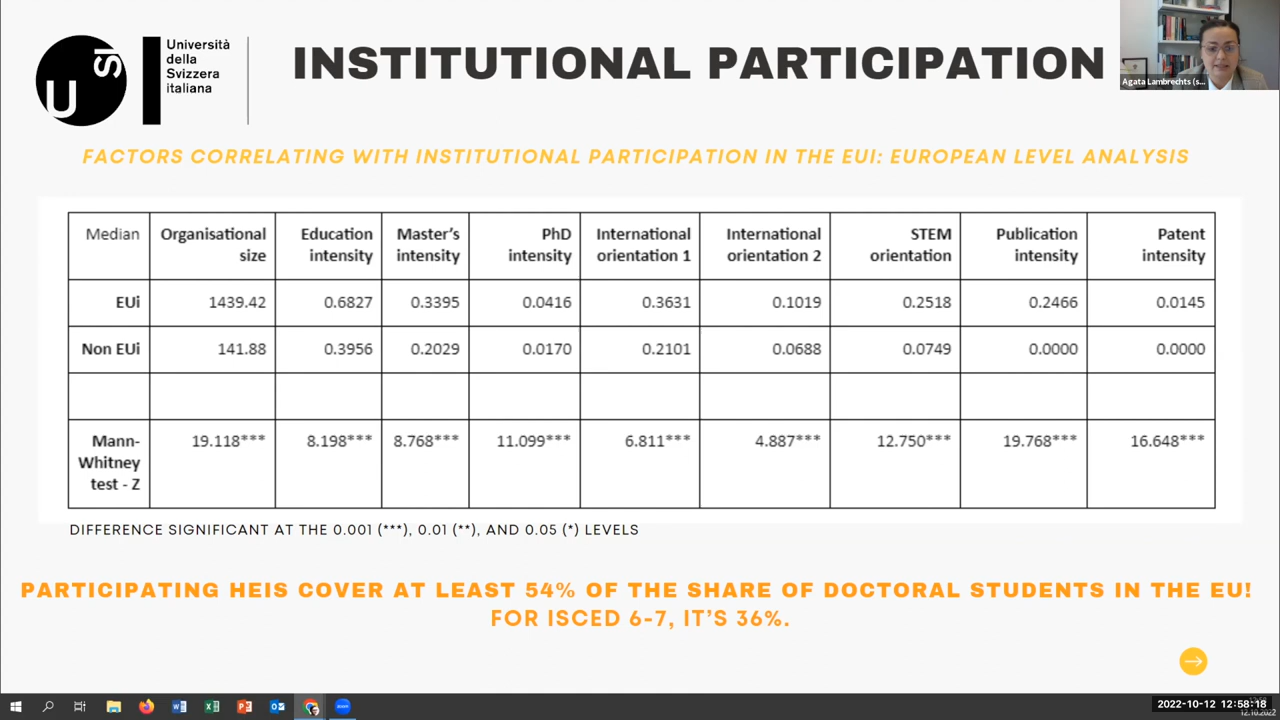 USI
Università
della
Svizzera
italiana
INSTITUTIONAL PARTICIPATION
Agata Lambrechts (s...
FACTORS CORRELATING WITH INSTITUTIONAL PARTICIPATION IN THE EUI: EUROPEAN LEVEL ANALYSIS
Median Organisational size Education intensity Master's intensity PhD intensity International orientation 1 International orientation 2 STEM orientation Publication intensity Patent intensity
EUi 1439.42 0.6827 0.3395 0.0416 0.3631 0.1019 0.2518 0.2466 0.0145
Non EUi 141.88 0.3956 0.2029 0.0170 0.2101 0.0688 0.0749 0.0000 0.0000
Mann-Whitney test - Z 19.118*** 8.198*** 8.768*** 11.099*** 6.811*** 4.887*** 12.750*** 19.768*** 16.648***
DIFFERENCE SIGNIFICANT AT THE 0.001 (***), 0.01 (**), AND 0.05 (*) LEVELS
PARTICIPATING HEIS COVER AT LEAST 54% OF THE SHARE OF DOCTORAL STUDENTS IN THE EU!
FOR ISCED 6-7, IT'S 36%.
2022-10-12 12:58:18
12.10.2022